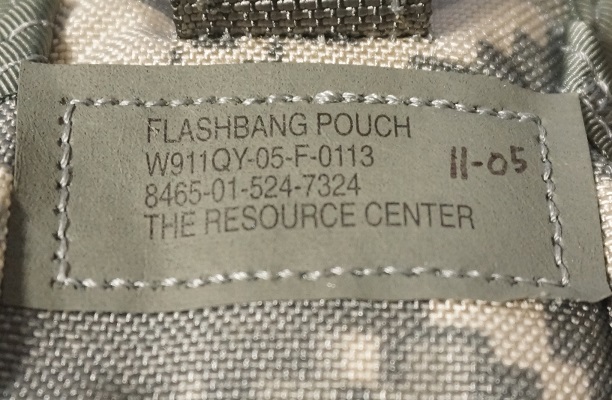 FLASHBANG POUCH
W911QY-05-F-0113
11-05
8465-01-524-7324
THE RESOURCE CENTER